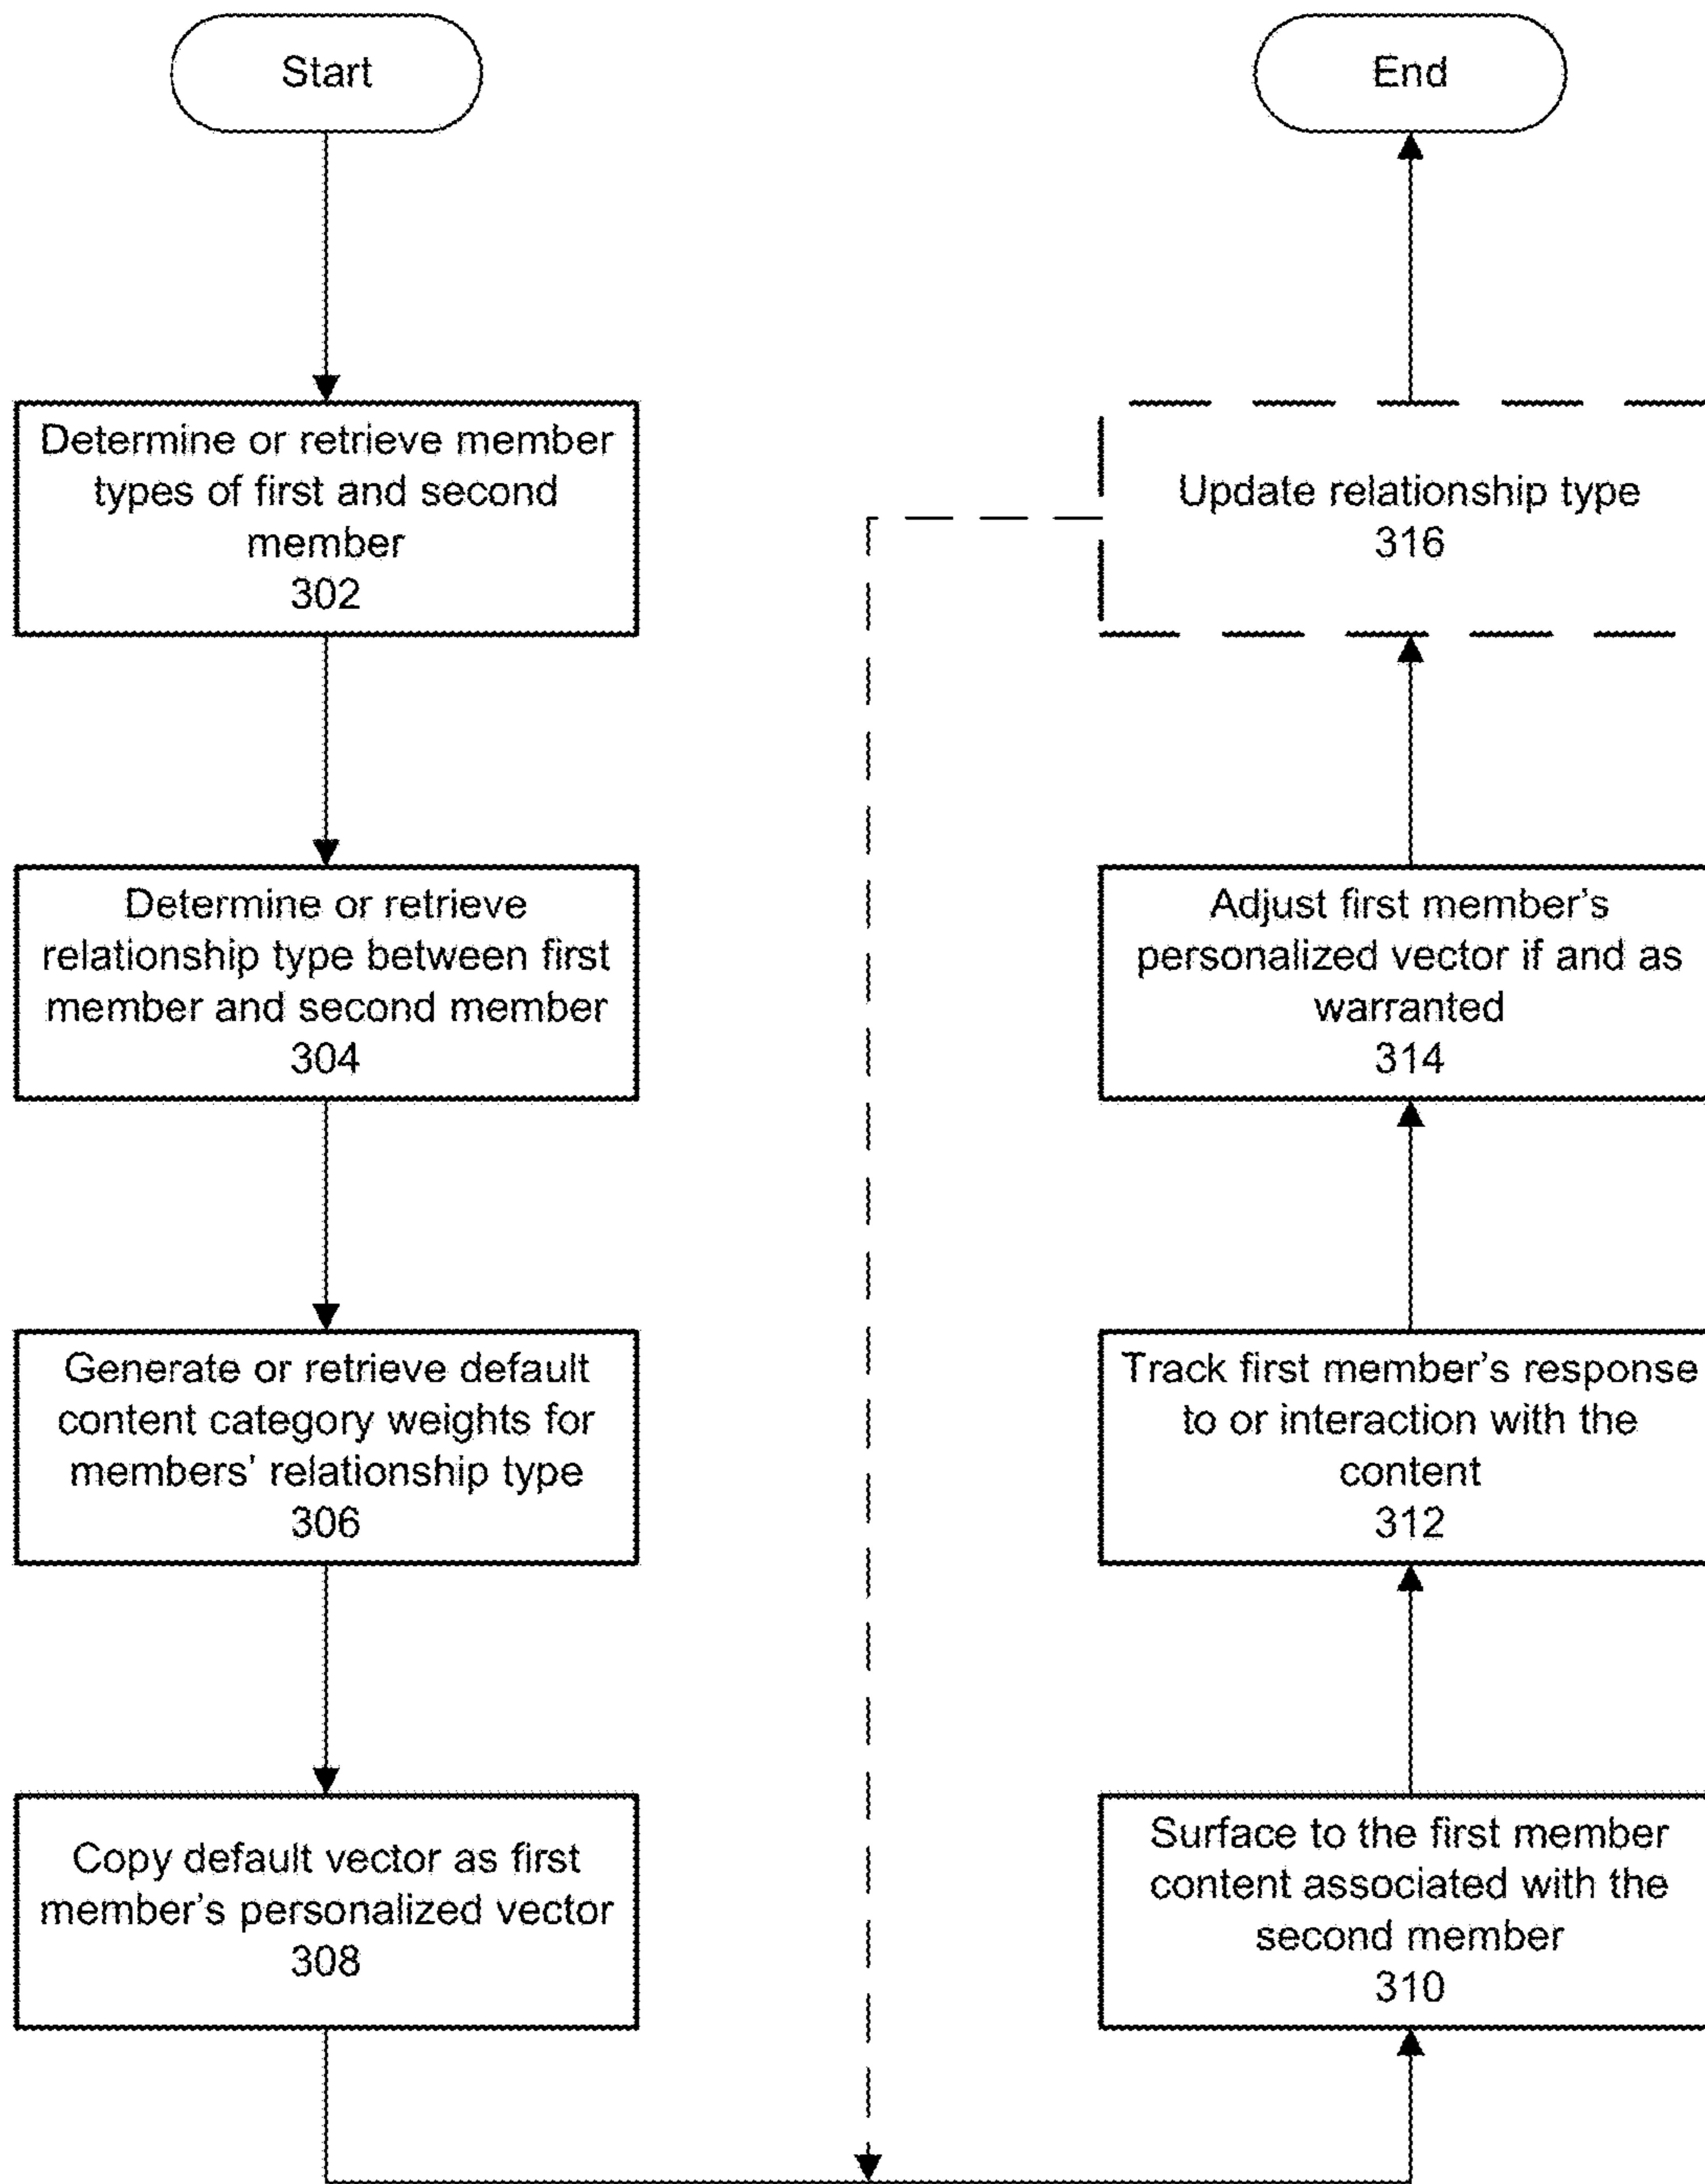 Start
Determine or retrieve member
types of first and second
member
302
Determine or retrieve
relationship type between first
member and second member
304
Generate or retrieve default
content category weights for
members' relationship type
306
Copy default vector as first
member's personalized vector
308
End
Update relationship type
316
Adjust first member's
personalized vector if and as
warranted
314
Track first member's response
to or interaction with the
content
312
Surface to the first member
content associated with the
second member
310